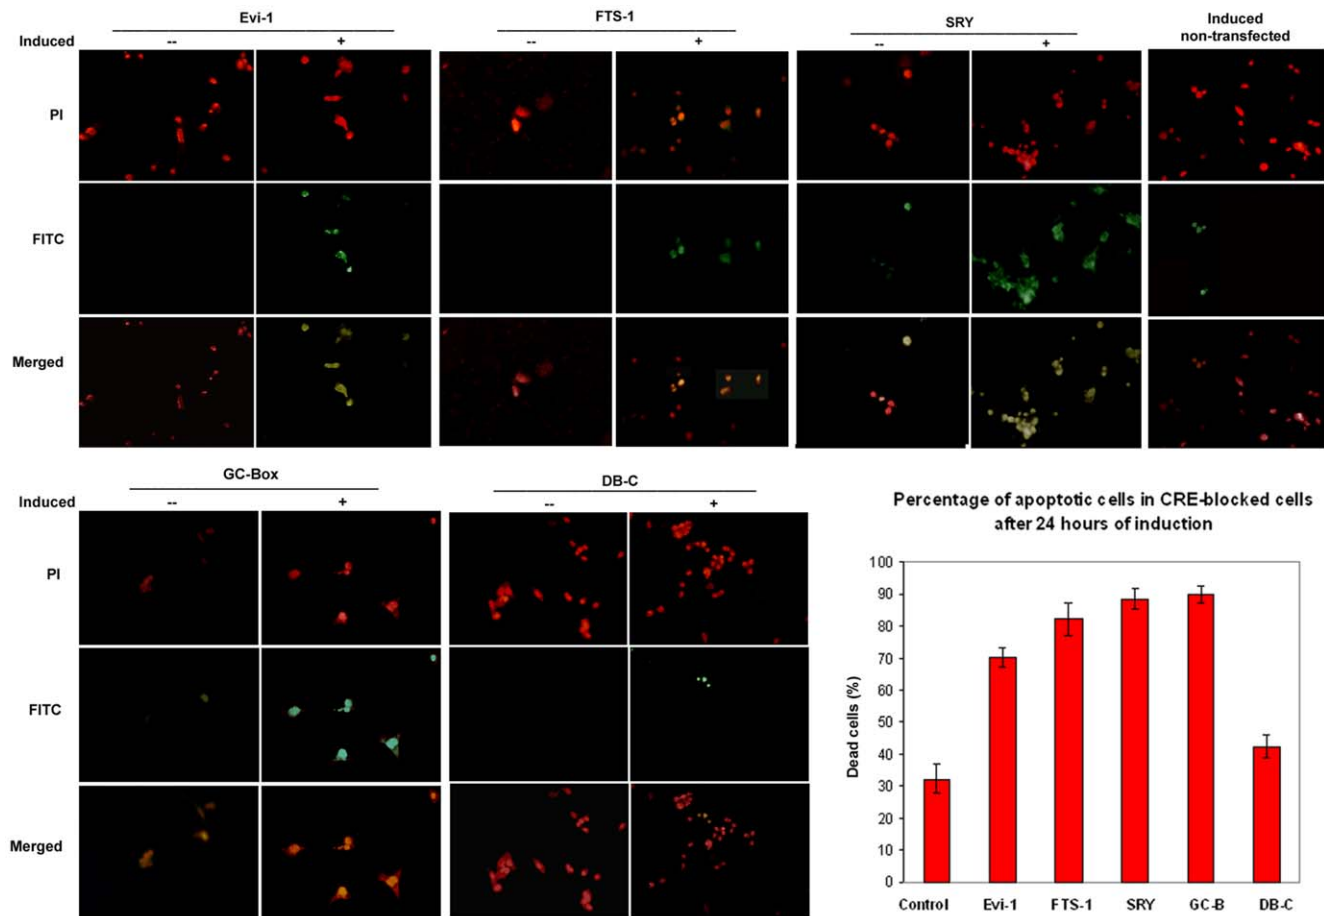 Evi-1
FTS-1
SRY
Induced
non-transfected
Induced -- + -- + -- +
PI
FITC
Merged
GC-Box
DB-C
Induced -- + -- +
PI
FITC
Merged
Percentage of apoptotic cells in CRE-blocked cells
after 24 hours of induction
Dead cells (%)
100
90
80
70
60
50
40
30
20
10
0
Control Evi-1 FTS-1 SRY GC-B DB-C